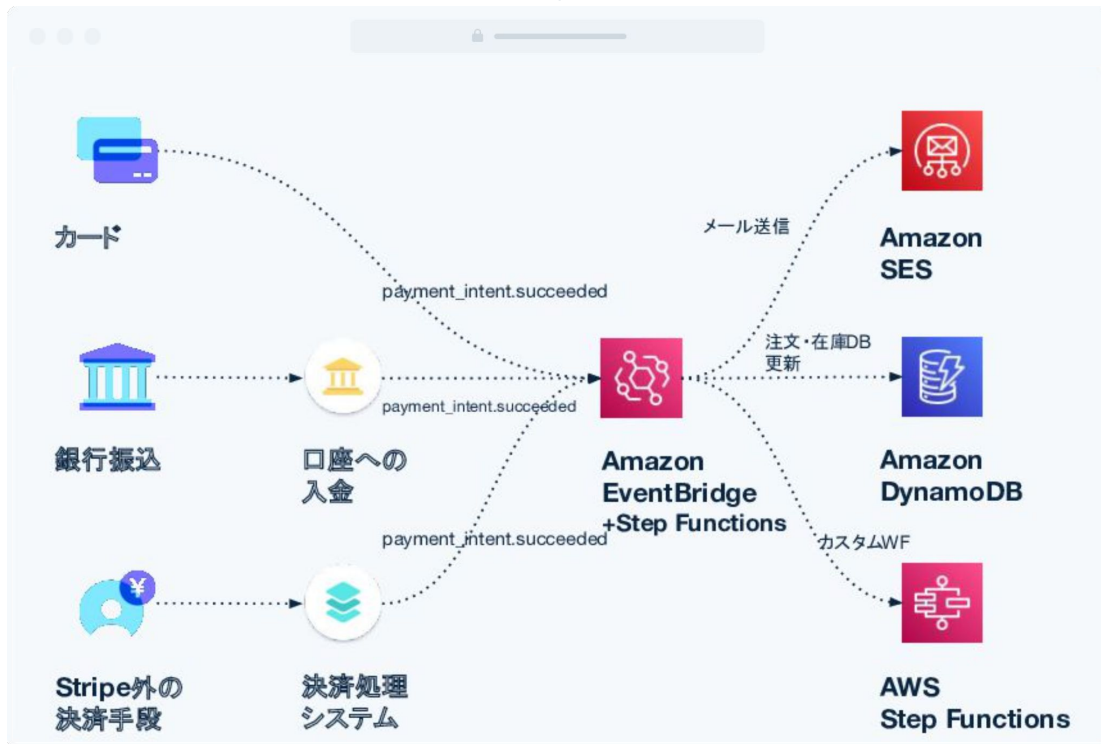 カード
payment_intent.succeeded
メール送信
Amazon
SES
銀行振込
口座への
入金
payment_intent.succeeded
Amazon
EventBridge
+Step Functions
注文・在庫DB
更新
Amazon
DynamoDB
¥
Stripe外の
決済手段
決済処理
システム
payment_intent.succeeded
カスタムWF
AWS
Step Functions